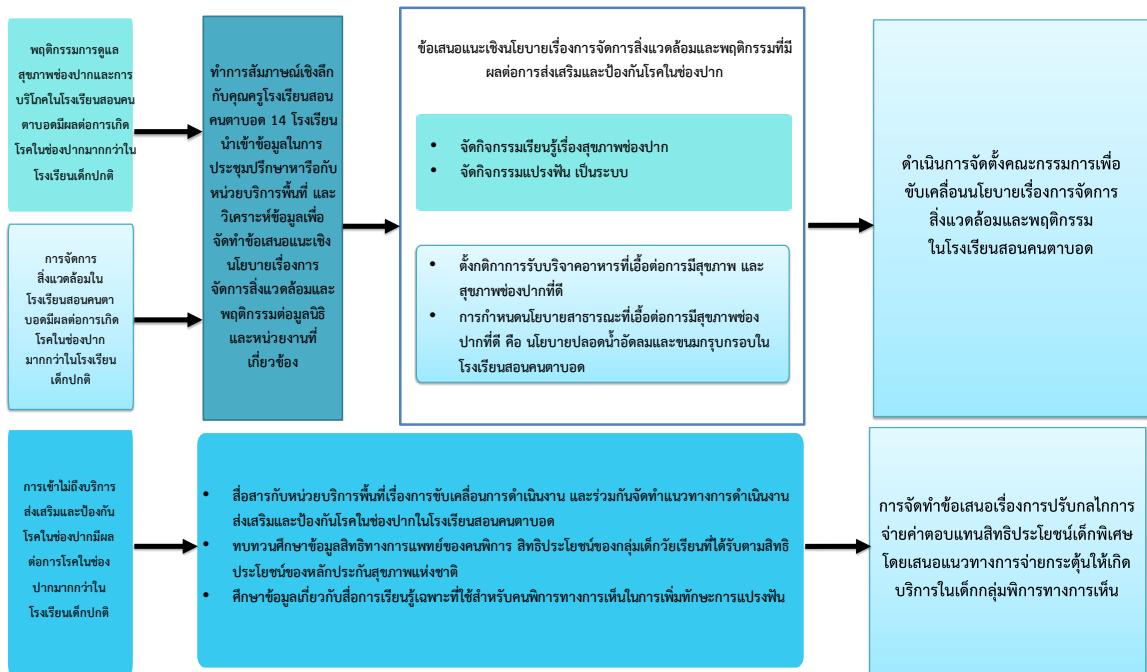 พฤติกรรมการดูแล
สุขภาพช่องปากและการ
บริโภคในโรงเรียนสอนคน
ตาบอดมีผลต่อการเกิด
โรคในช่องปากมากกว่าใน
โรงเรียนเด็กปกติ
การจัดการ
สิ่งแวดล้อมใน
โรงเรียนสอนคนตา
บอดมีผลต่อการเกิด
โรคในช่องปาก
มากกว่าในโรงเรียน
เด็กปกติ
ทำการสัมภาษณ์เชิงลึก
กับคุณครูโรงเรียนสอน
คนตาบอด 14 โรงเรียน
นำเข้าข้อมูลในการ
ประชุมปรึกษาหารือกับ
หน่วยบริการพื้นที่ และ
วิเคราะห์ข้อมูลเพื่อ
จัดทำข้อเสนอแนะเชิง
นโยบายเรื่องการ
จัดการสิ่งแวดล้อมและ
พฤติกรรมต่อมูลนิธิ
และหน่วยงานที่
เกี่ยวข้อง
ข้อเสนอแนะเชิงนโยบายเรื่องการจัดการสิ่งแวดล้อมและพฤติกรรมที่มี
ผลต่อการส่งเสริมและป้องกันโรคในช่องปาก
• จัดกิจกรรมเรียนรู้เรื่องสุขภาพช่องปาก
• จัดกิจกรรมแปรงฟัน เป็นระบบ
• ตั้งกติกาการรับบริจาคอาหารที่เอื้อต่อการมีสุขภาพ และ
สุขภาพช่องปากที่ดี
• การกำหนดนโยบายสาธารณะที่เอื้อต่อการมีสุขภาพช่อง
ปากที่ดี คือ นโยบายปลอดน้ำอัดลมและขนมกรุบกรอบใน
โรงเรียนสอนคนตาบอด
ดำเนินการจัดตั้งคณะกรรมการเพื่อ
ขับเคลื่อนนโยบายเรื่องการจัดการ
สิ่งแวดล้อมและพฤติกรรม
ในโรงเรียนสอนคนตาบอด
การเข้าไม่ถึงบริการ
ส่งเสริมและป้องกัน
โรคในช่องปากมีผล
ต่อการโรคในช่อง
ปากมากกว่าใน
โรงเรียนเด็กปกติ
• สื่อสารกับหน่วยบริการพื้นที่เรื่องการขับเคลื่อนการดำเนินงาน และร่วมกันจัดทำแนวทางการดำเนินงาน
ส่งเสริมและป้องกันโรคในช่องปากในโรงเรียนสอนคนตาบอด
• ทบทวนศึกษาข้อมูลสิทธิทางการแพทย์ของคนพิการ สิทธิประโยชน์ของกลุ่มเด็กวัยเรียนที่ได้รับตามสิทธิ
ประโยชน์ของหลักประกันสุขภาพแห่งชาติ
• ศึกษาข้อมูลเกี่ยวกับสื่อการเรียนรู้เฉพาะที่ใช้สำหรับคนพิการทางการเห็นในการเพิ่มทักษะการแปรงฟัน
การจัดทำข้อเสนอเรื่องการปรับกลไกการ
จ่ายค่าตอบแทนสิทธิประโยชน์เด็กพิเศษ
โดยเสนอแนวทางการจ่ายกระตุ้นให้เกิด
บริการในเด็กกลุ่มพิการทางการเห็น